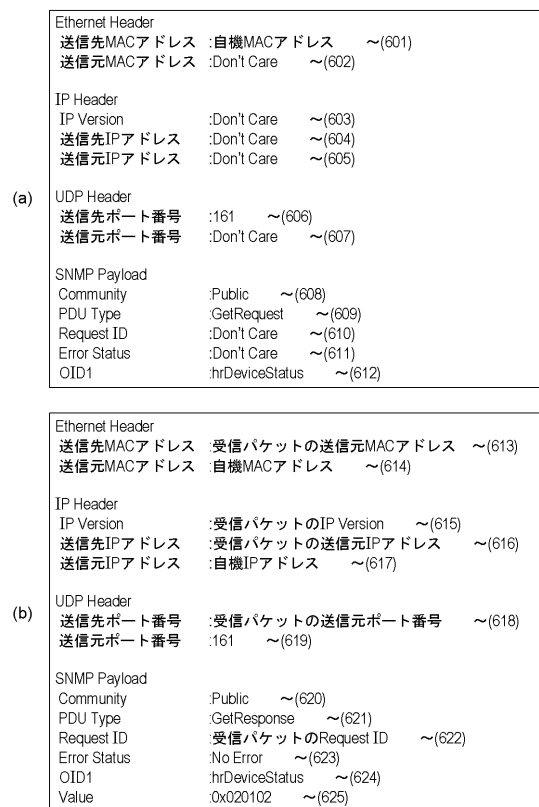 (a)
Ethernet Header
送信先MACアドレス :自機MACアドレス ～(601)
送信元MACアドレス :Don't Care ～(602)
IP Header
IP Version :Don't Care ～(603)
送信先IPアドレス :Don't Care ～(604)
送信元IPアドレス :Don't Care ～(605)
UDP Header
送信先ポート番号 :161 ～(606)
送信元ポート番号 :Don't Care ～(607)
SNMP Payload
Community :Public ～(608)
PDU Type :GetRequest ～(609)
Request ID :Don't Care ～(610)
Error Status :Don't Care ～(611)
OID1 :hrDeviceStatus ～(612)
(b)
Ethernet Header
送信先MACアドレス :受信パケットの送信元MACアドレス ～(613)
送信元MACアドレス :自機MACアドレス ～(614)
IP Header
IP Version :受信パケットのIP Version ～(615)
送信先IPアドレス :受信パケットの送信元IPアドレス ～(616)
送信元IPアドレス :自機IPアドレス ～(617)
UDP Header
送信先ポート番号 :受信パケットの送信元ポート番号 ～(618)
送信元ポート番号 :161 ～(619)
SNMP Payload
Community :Public ～(620)
PDU Type :GetResponse ～(621)
Request ID :受信パケットのRequest ID ～(622)
Error Status :No Error ～(623)
OID1 :hrDeviceStatus ～(624)
Value :0x020102 ～(625)